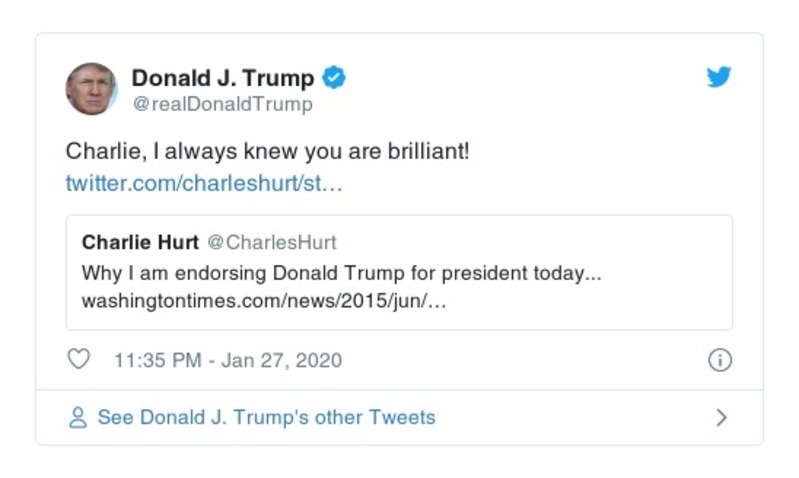 Donald J. Trump
@realDonaldTrump
Charlie, I always knew you are brilliant!
twitter.com/charleshurt/st…
Charlie Hurt @CharlesHurt
Why I am endorsing Donald Trump for president today...
washingtontimes.com/news/2015/jun/…
11:35 PM - Jan 27, 2020
See Donald J. Trump's other Tweets